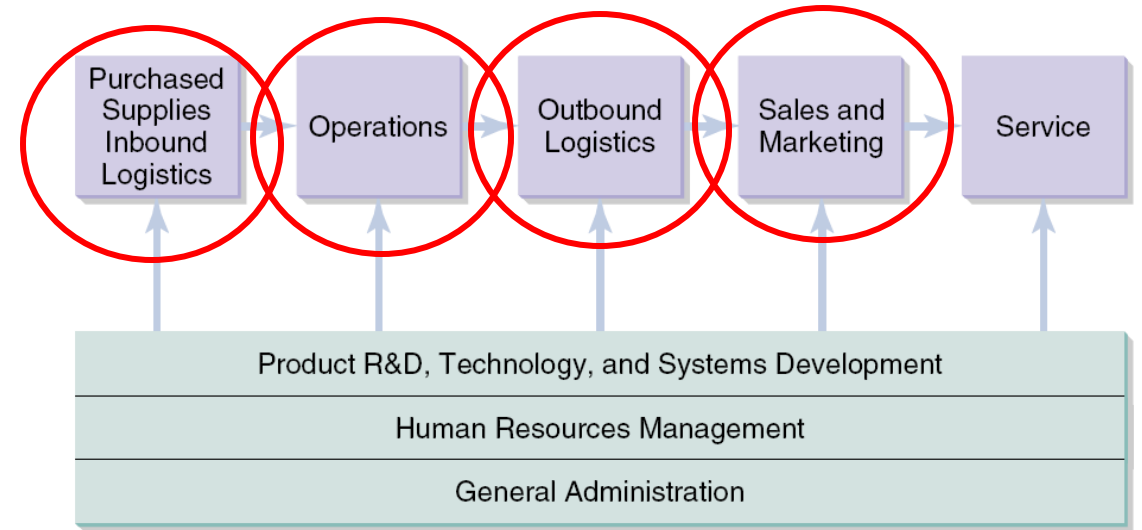 Purchased
Supplies
Inbound
Logistics
Operations
Outbound
Logistics
Sales and
Marketing
Service
Product R&D, Technology, and Systems Development
Human Resources Management
General Administration